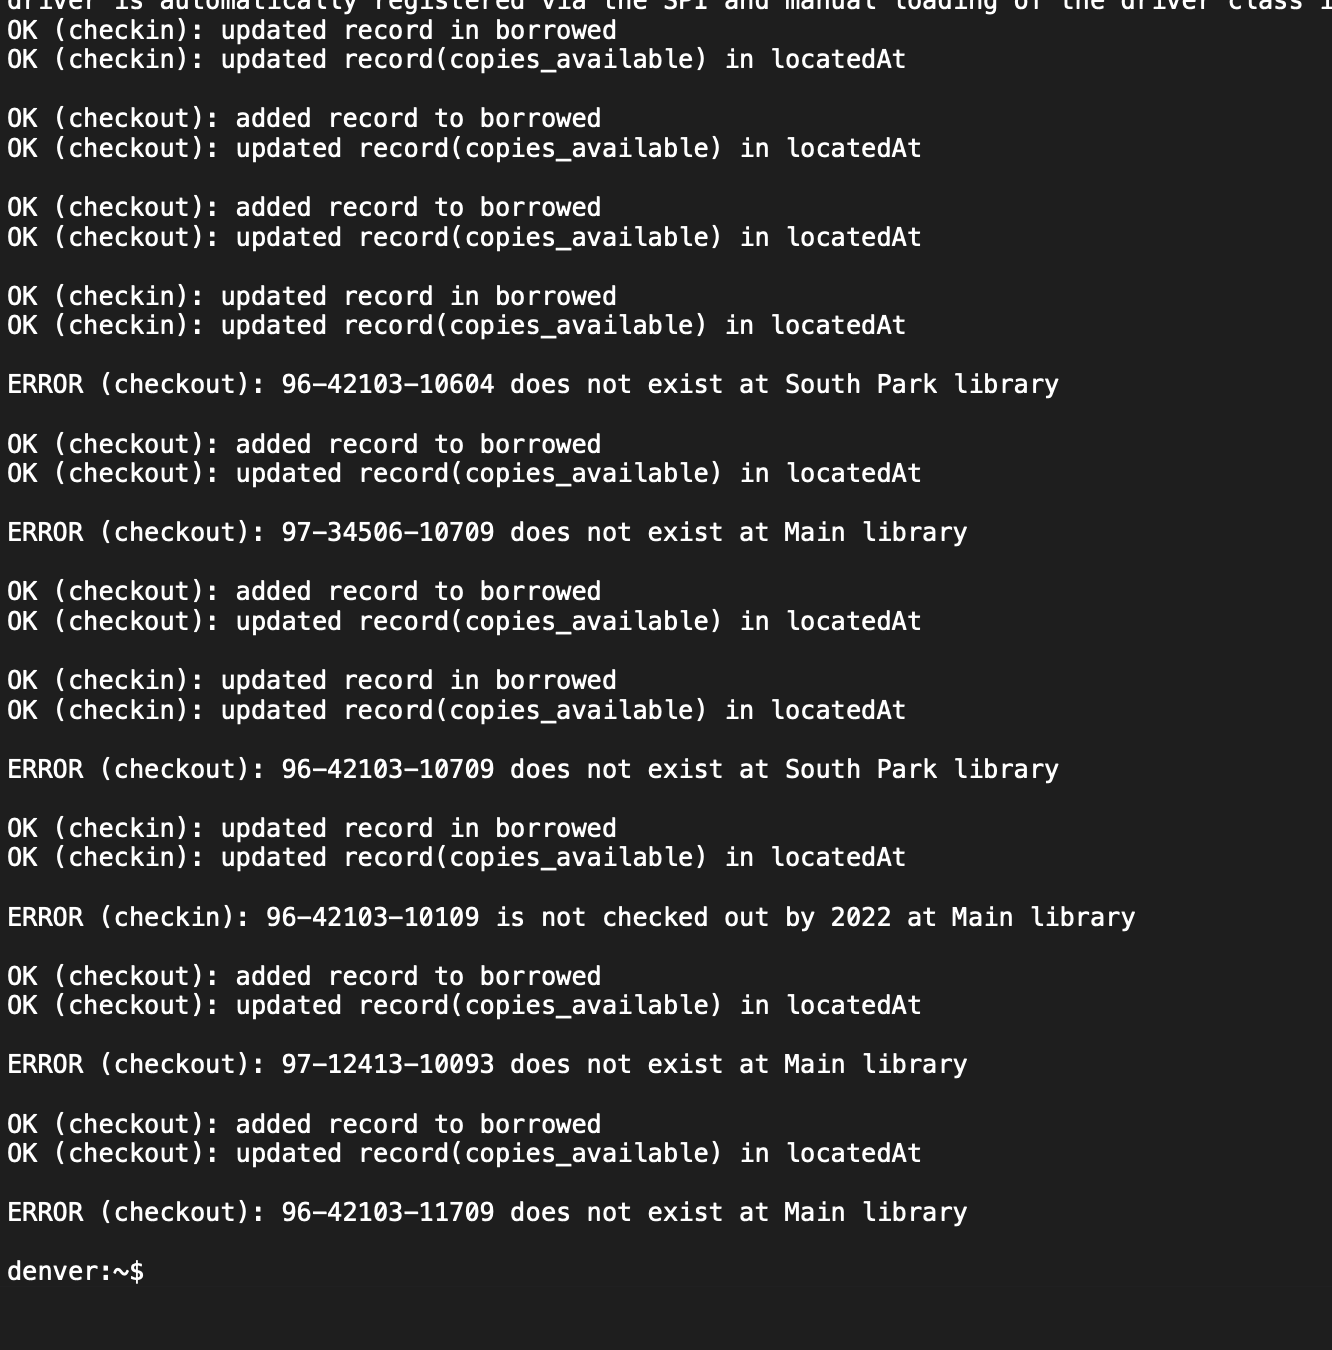 driver is automatically registered via the SPI and manual loading of the driver class i
OK (checkin): updated record in borrowed
OK (checkin): updated record(copies_available) in locatedAt
OK (checkout): added record to borrowed
OK (checkout): updated record(copies_available) in locatedAt
OK (checkout): added record to borrowed
OK (checkout): updated record(copies_available) in locatedAt
OK (checkin): updated record in borrowed
OK (checkin): updated record(copies_available) in locatedAt
ERROR (checkout): 96-42103-10604 does not exist at South Park library
OK (checkout): added record to borrowed
OK (checkout): updated record(copies_available) in locatedAt
ERROR (checkout): 97-34506-10709 does not exist at Main library
OK (checkout): added record to borrowed
OK (checkout): updated record(copies_available) in locatedAt
OK (checkin): updated record in borrowed
OK (checkin): updated record(copies_available) in locatedAt
ERROR (checkout): 96-42103-10709 does not exist at South Park library
OK (checkin): updated record in borrowed
OK (checkin): updated record(copies_available) in locatedAt
ERROR (checkin): 96-42103-10109 is not checked out by 2022 at Main library
OK (checkout): added record to borrowed
OK (checkout): updated record(copies_available) in locatedAt
ERROR (checkout): 97-12413-10093 does not exist at Main library
OK (checkout): added record to borrowed
OK (checkout): updated record(copies_available) in locatedAt
ERROR (checkout): 96-42103-11709 does not exist at Main library
denver:~$